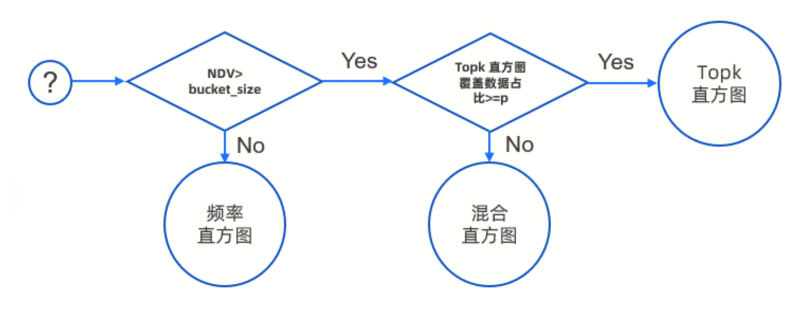 ?
NDV>
bucket_size
Yes
Topk 直方图
覆盖数据占
比>=p
Yes
Topk
直方图
No
频率
直方图
No
混合
直方图